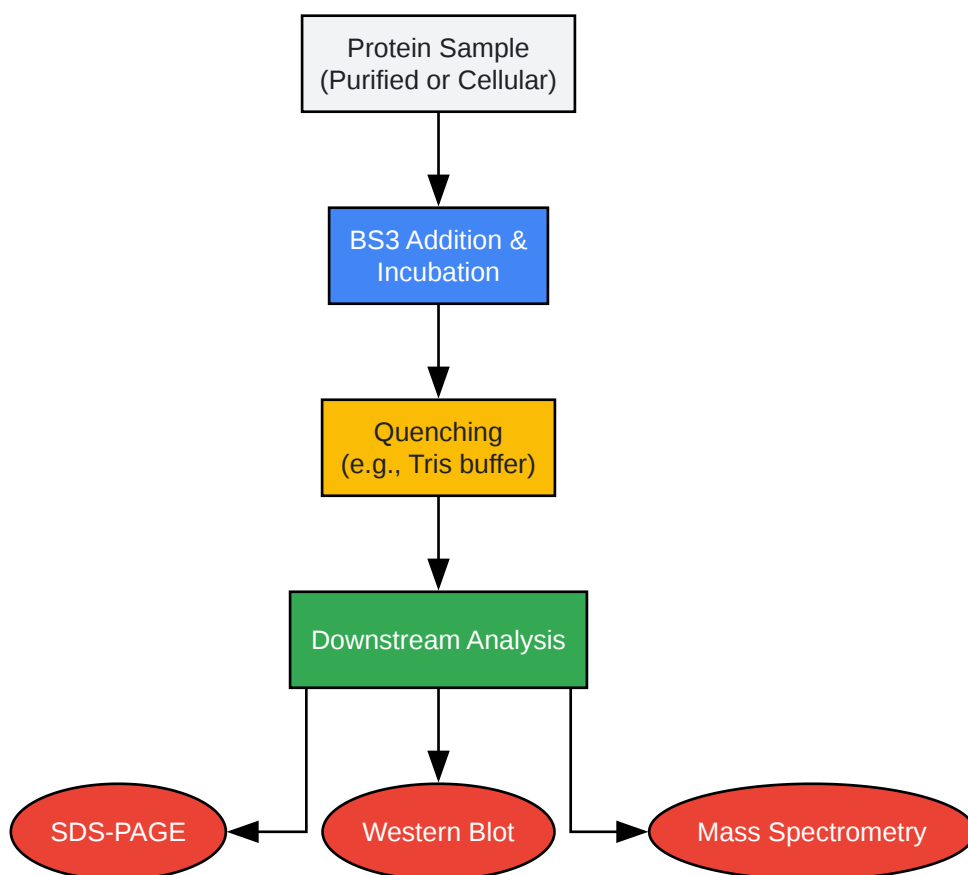 Protein Sample
(Purified or Cellular)
BS3 Addition &
Incubation
Quenching
(e.g., Tris buffer)
Downstream Analysis
SDS-PAGE
Western Blot
Mass Spectrometry